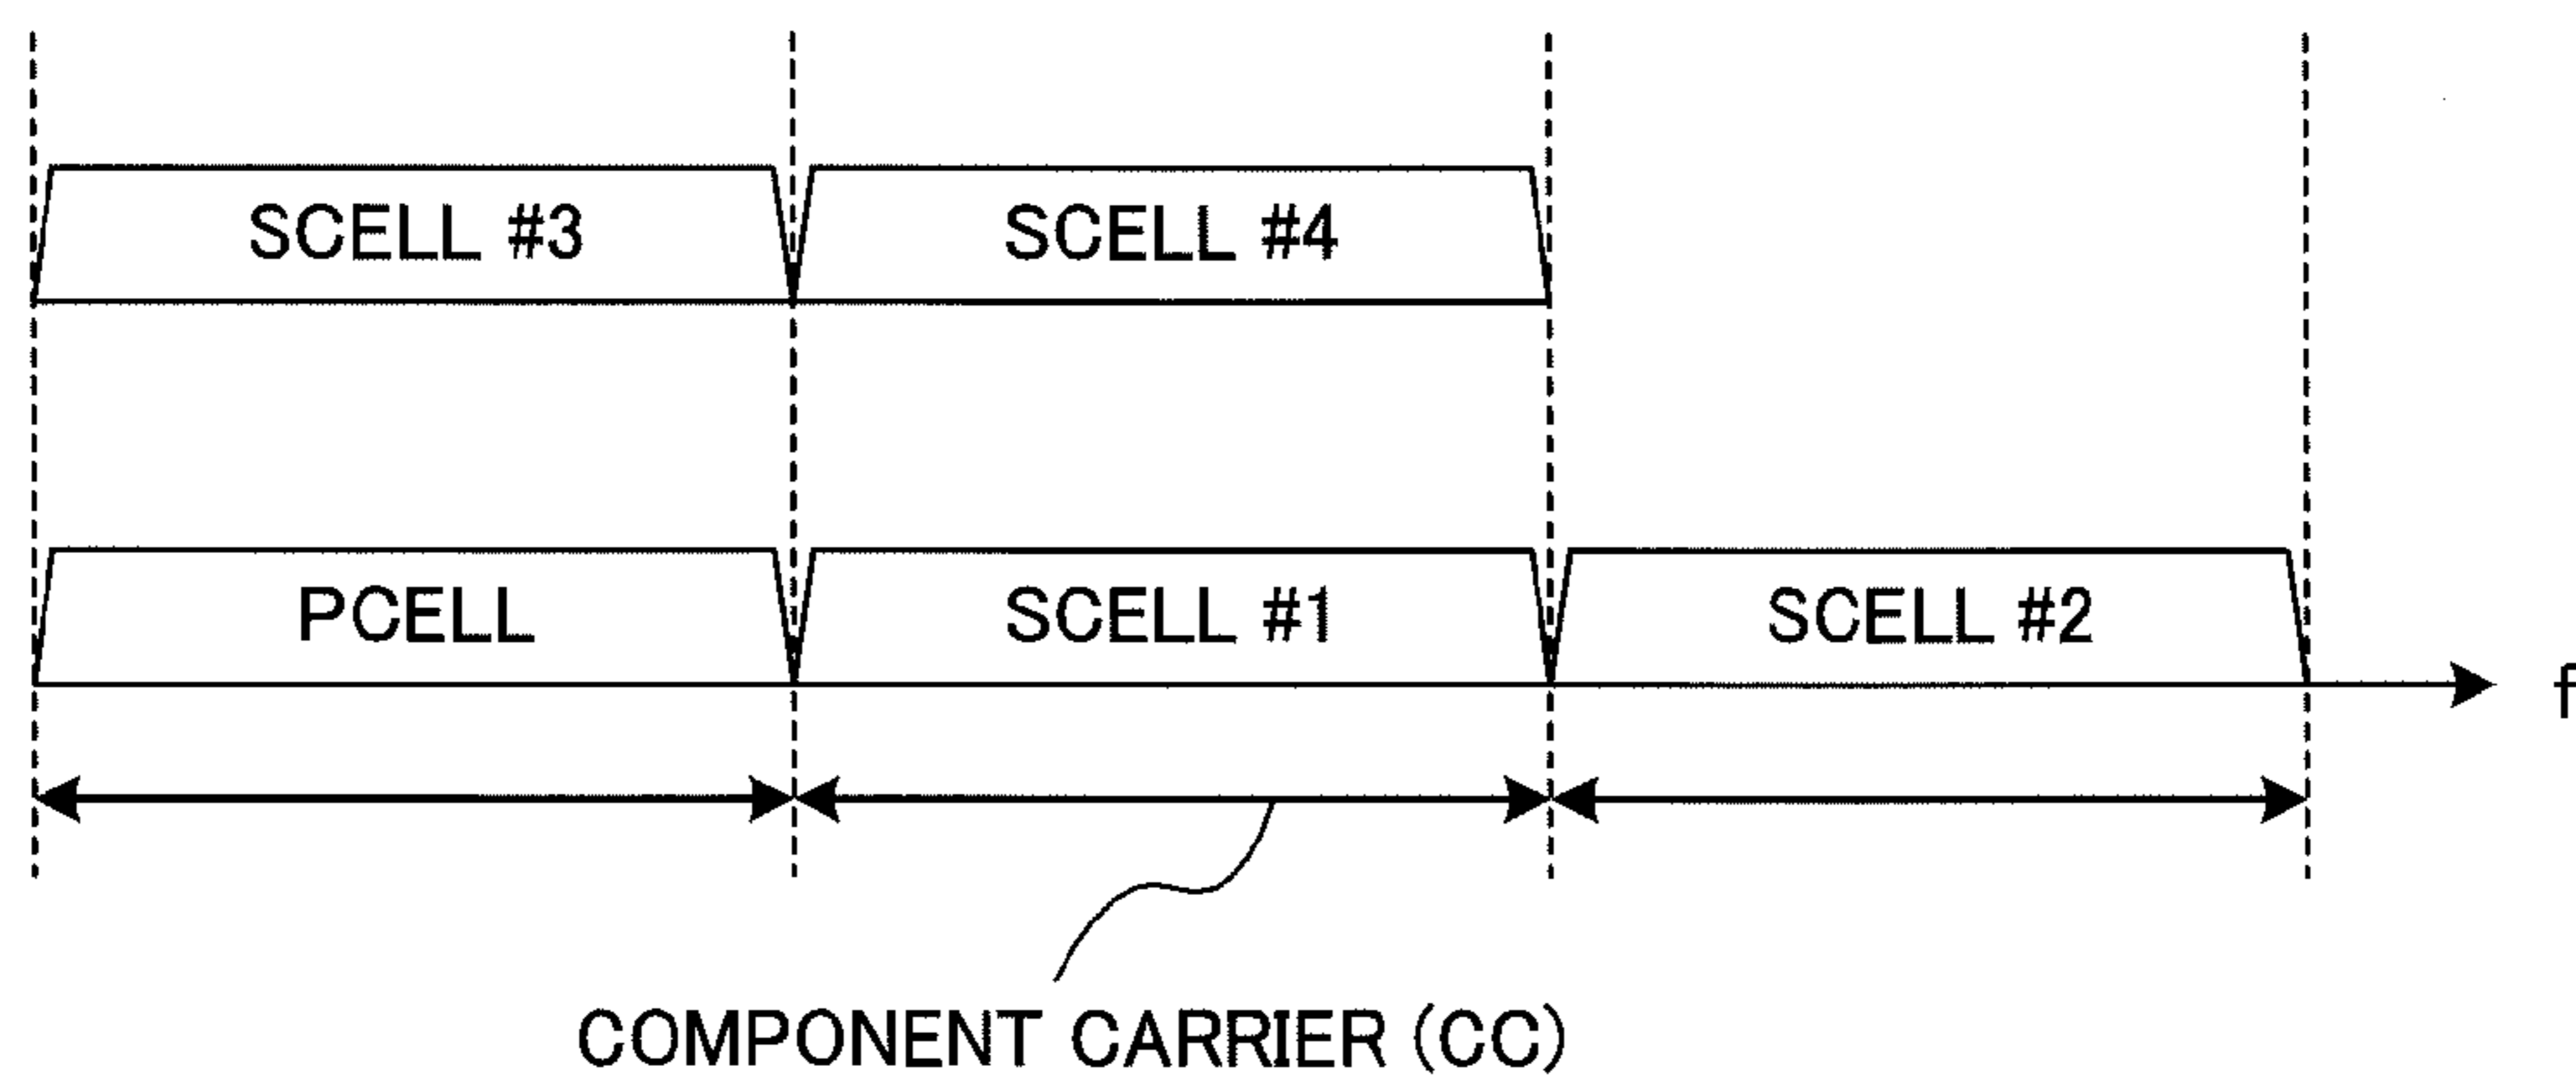 SCELL #3
SCELL #4
PCELL
SCELL #1
SCELL #2
f
COMPONENT CARRIER (CC)